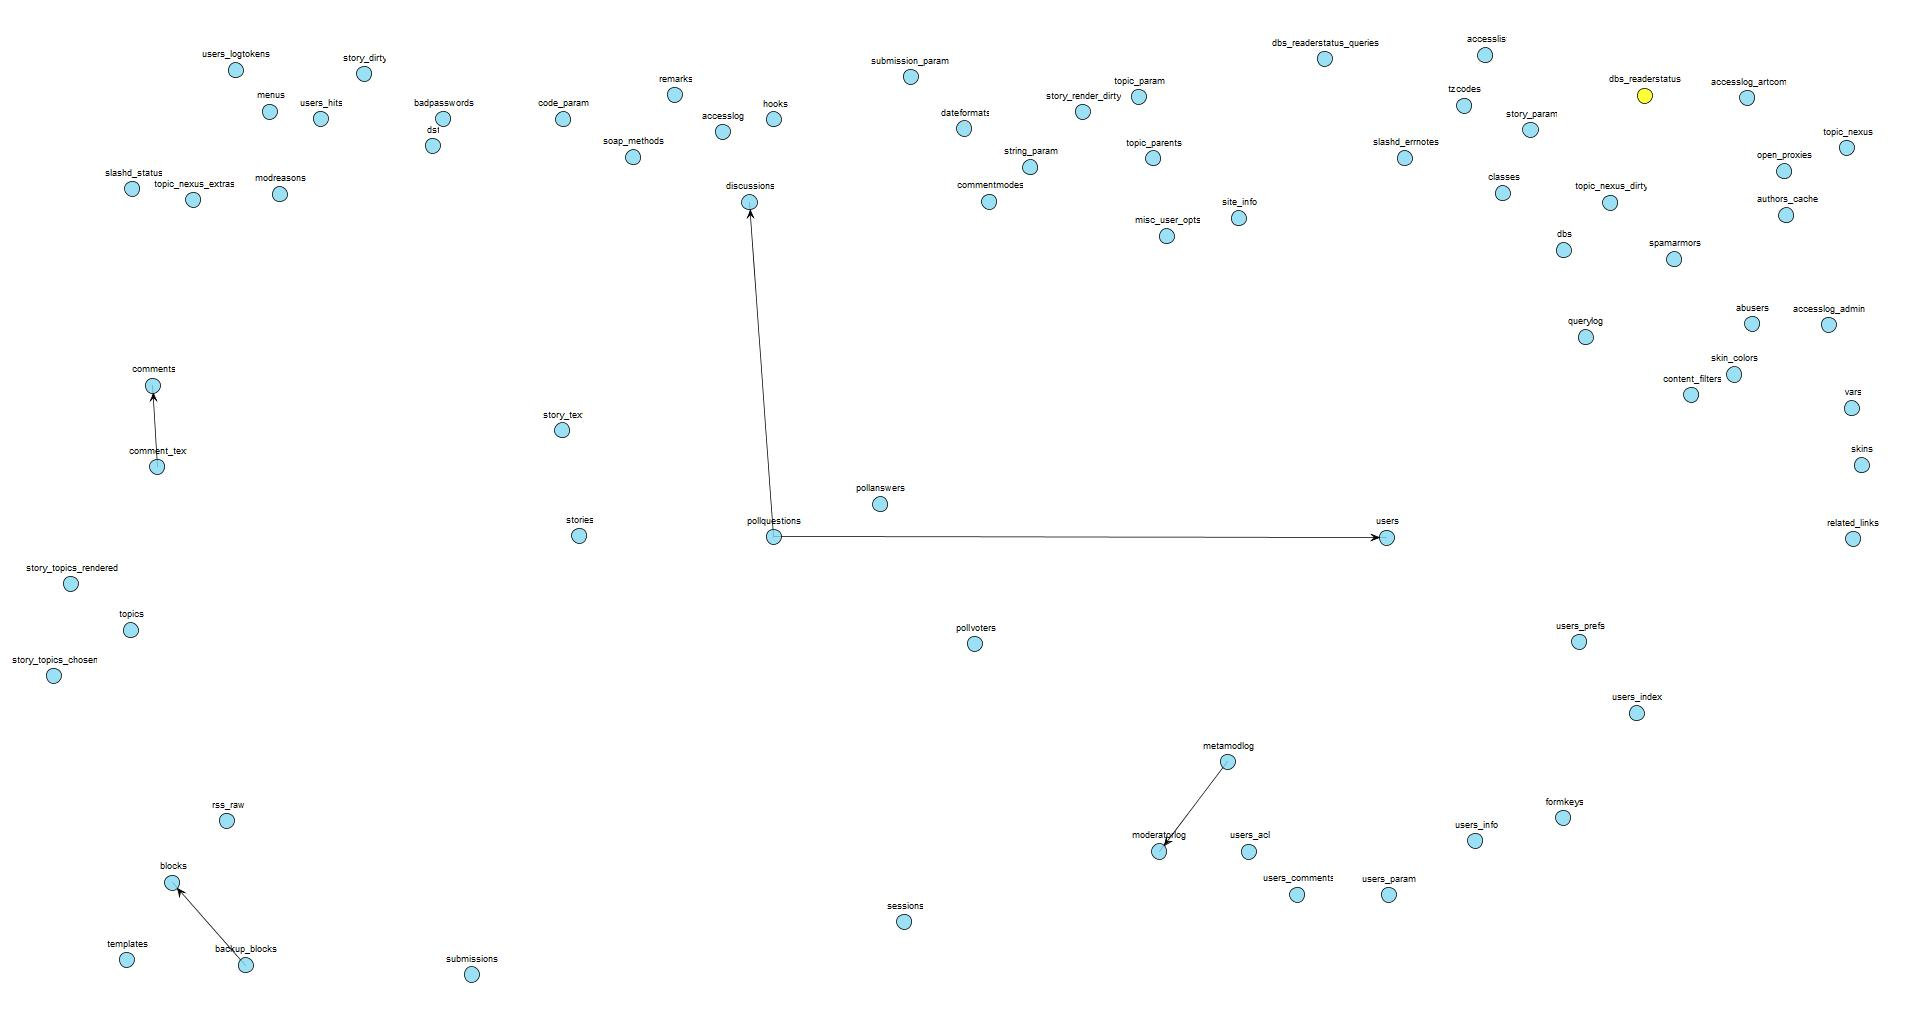 dbs_readerstatus_queries
accesslis
users_logtokens
story_dirty
submission_param
remarks
topic_param
dbs_readerstatus
accesslog_artcom
menus
users_hits
badpasswords
code_param
hooks
story_render_dirty
tzcodes
accesslog
dateformats
story_param
dst
soap_methods
string_param
topic_parents
slashd_errnotes
topic_nexus
open_proxies
slashd_status
topic_nexus_extras
modreasons
discussions
commentmodes
classes
topic_nexus_dirty
authors_cache
site_info
misc_user_opts
dbs
spamarmors
abusers
accesslog_admin
querylog
skin_colors
comments
content_filters
vars
story_tex
comment_tex
skins
pollanswers
stories
pollquestions
users
related_links
story_topics_rendered
topics
pollvoters
users_prefs
story_topics_chosen
users_index
metamodlog
rss_raw
formkeys
users_info
moderatorlog
users_acl
blocks
users_comments
users_param
sessions
templates
backup_blocks
submissions